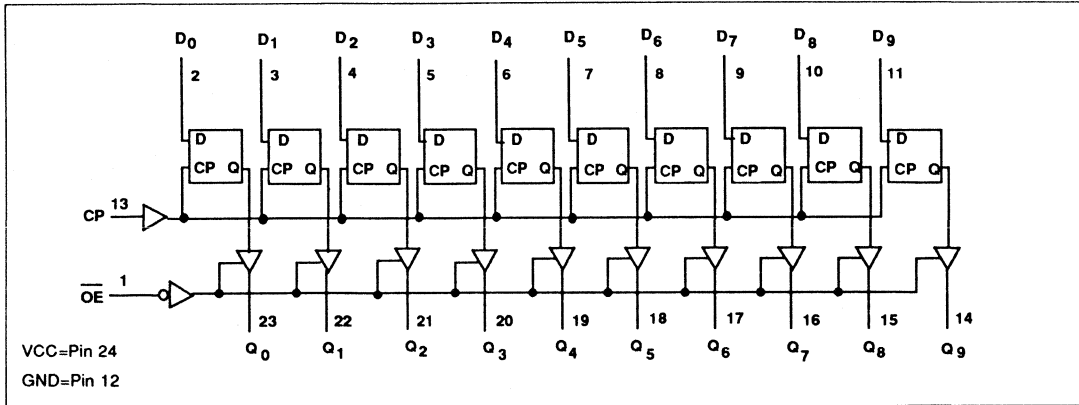 D0 D1 D2 D3 D4 D5 D6 D7 D8 D9
2 3 4 5 6 7 8 9 10 11
D D D D D D D D D D
CP Q CP Q CP Q CP Q CP Q CP Q CP Q CP Q CP Q CP Q
CP 13
OE 1
23 22 21 20 19 18 17 16 15 14
Q0 Q1 Q2 Q3 Q4 Q5 Q6 Q7 Q8 Q9
VCC=Pin 24
GND=Pin 12